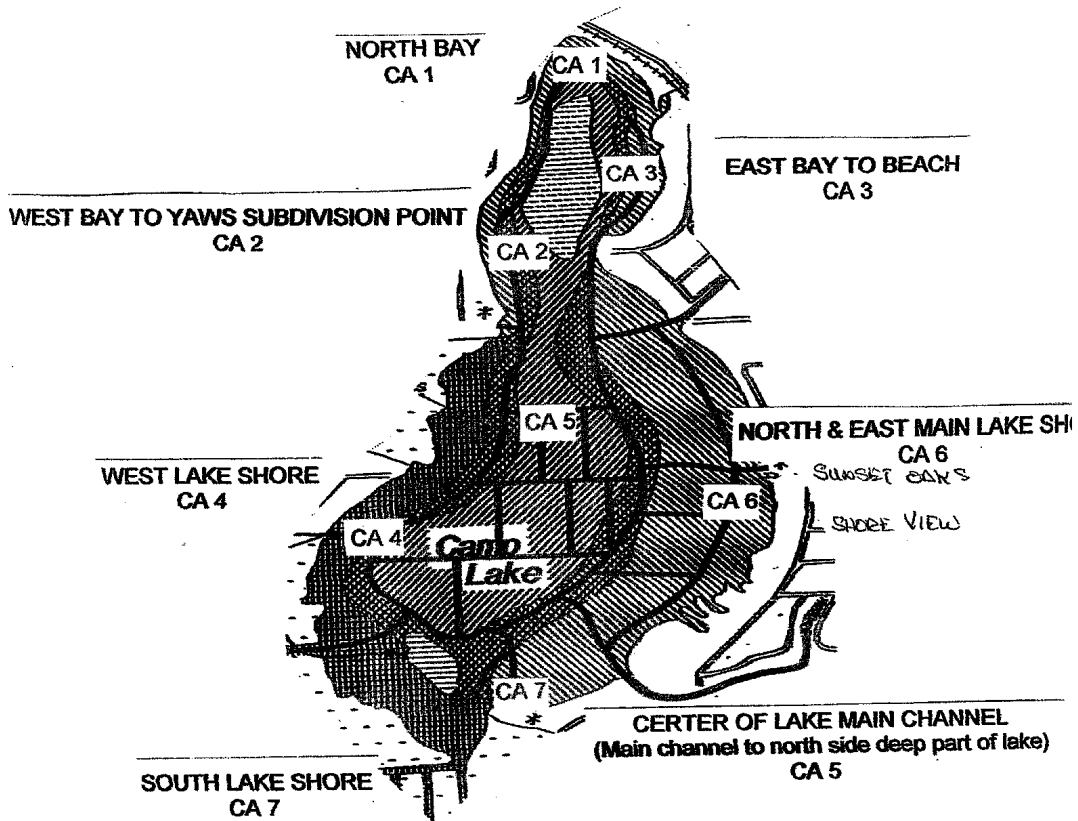 NORTH BAY
CA 1
CA 1
CA 3
EAST BAY TO BEACH
CA 3
WEST BAY TO YAWS SUBDIVISION POINT
CA 2
CA 2
CA 5
NORTH & EAST MAIN LAKE SHO
CA 6
SUNSET OAKS
WEST LAKE SHORE
CA 4
CA 6
SHORE VIEW
CA 4
Camp
Lake
CA 7
CERTER OF LAKE MAIN CHANNEL
(Main channel to north side deep part of lake)
CA 5
SOUTH LAKE SHORE
CA 7